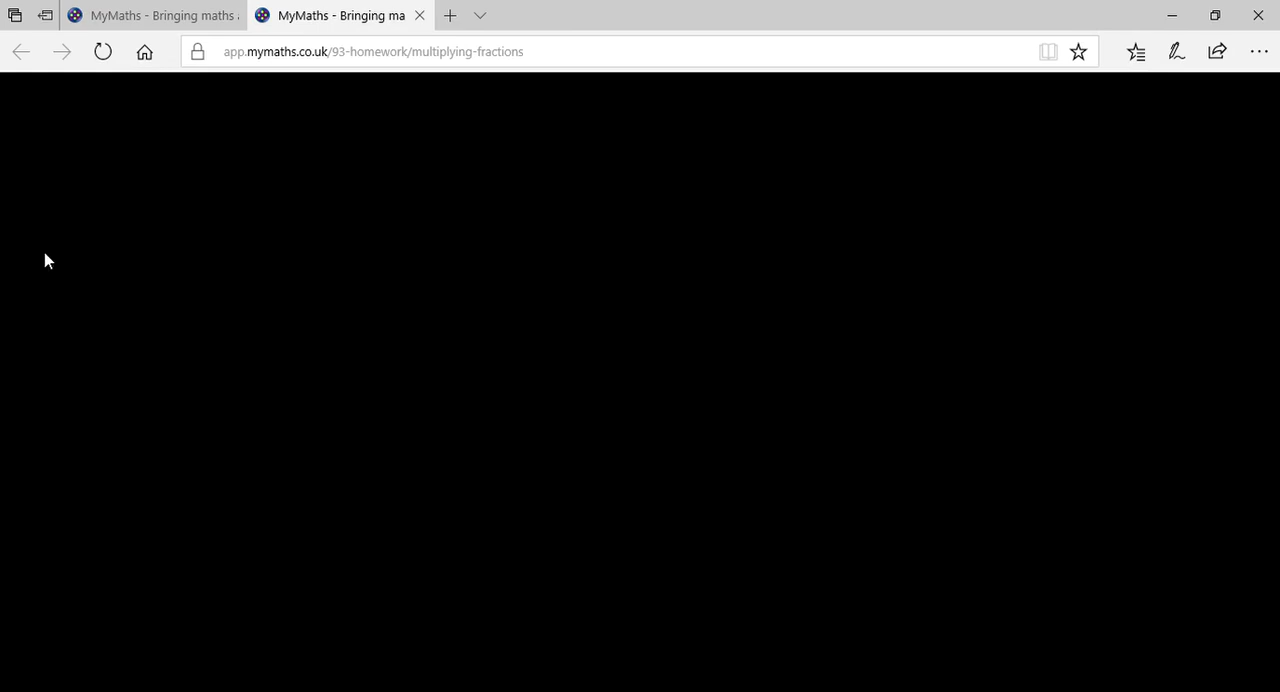 MyMaths - Bringing maths
MyMaths - Bringing ma
app.mymaths.co.uk/93-homework/multiplying-fractions